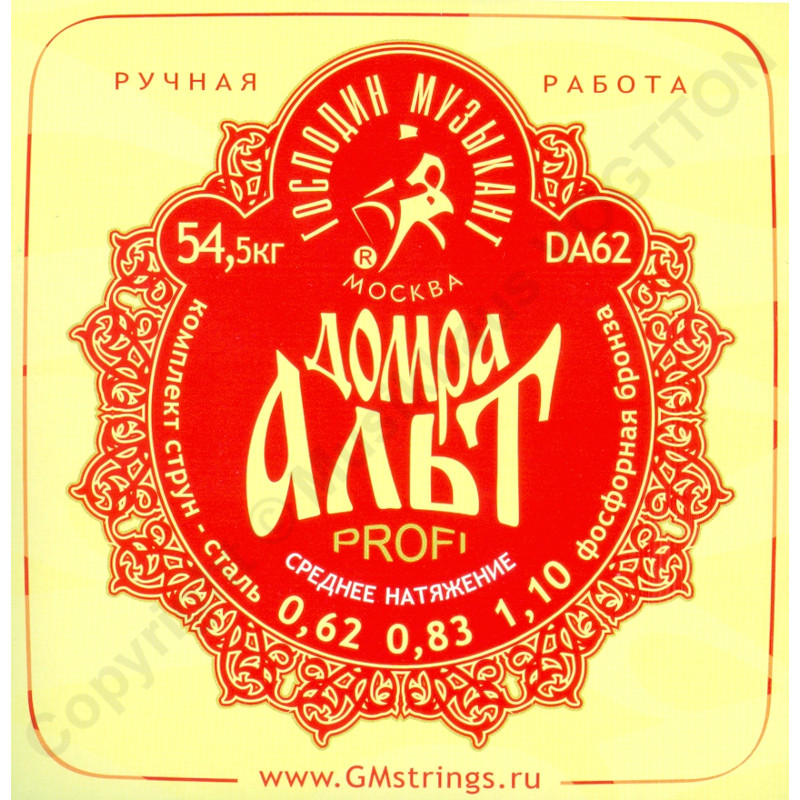 РУЧНАЯ РАБОТА
ГОСПОДИН МУЗЫКАНТ
®
МОСКВА
54,5кг
DA62
домра
альт
PROFI
СРЕДНЕЕ НАТЯЖЕНИЕ
комплект струн - сталь
0,62 0,83 1,10
фосфорная бронза
www.GMstrings.ru